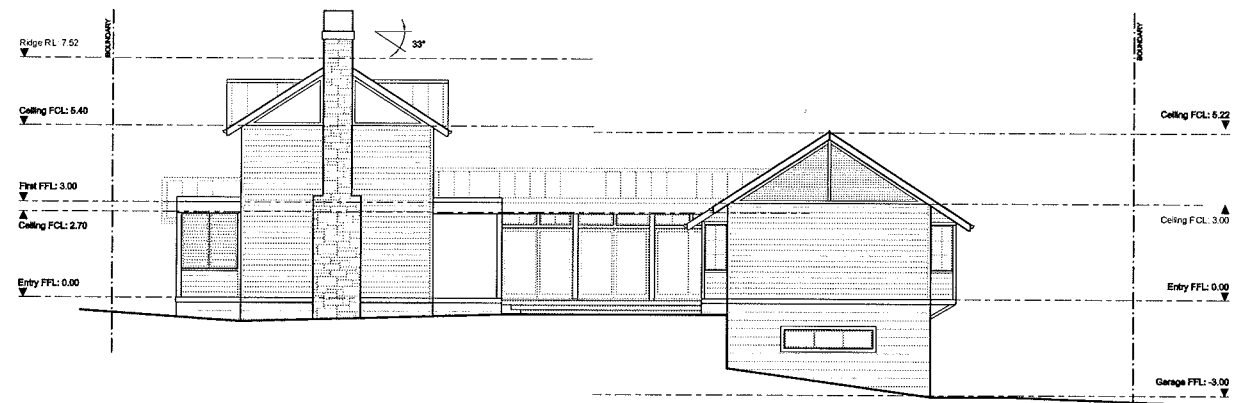 BOUNDARY
BOUNDARY
33°
Ridge RL: 7.52
Ceiling FCL: 5.40
Ceiling FCL: 5.22
First FFL: 3.00
Ceiling FCL: 2.70
Ceiling FCL: 3.00
Entry FFL: 0.00
Entry FFL: 0.00
Garage FFL: -3.00